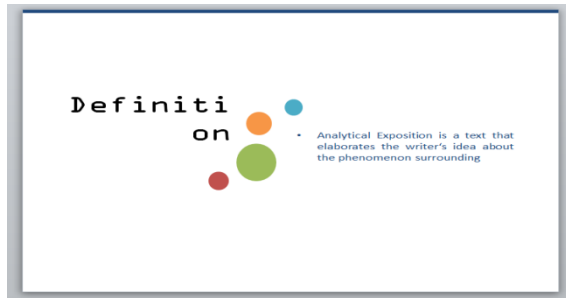 Definiti
on
• Analytical Exposition is a text that
elaborates the writer's idea about
the phenomenon surrounding